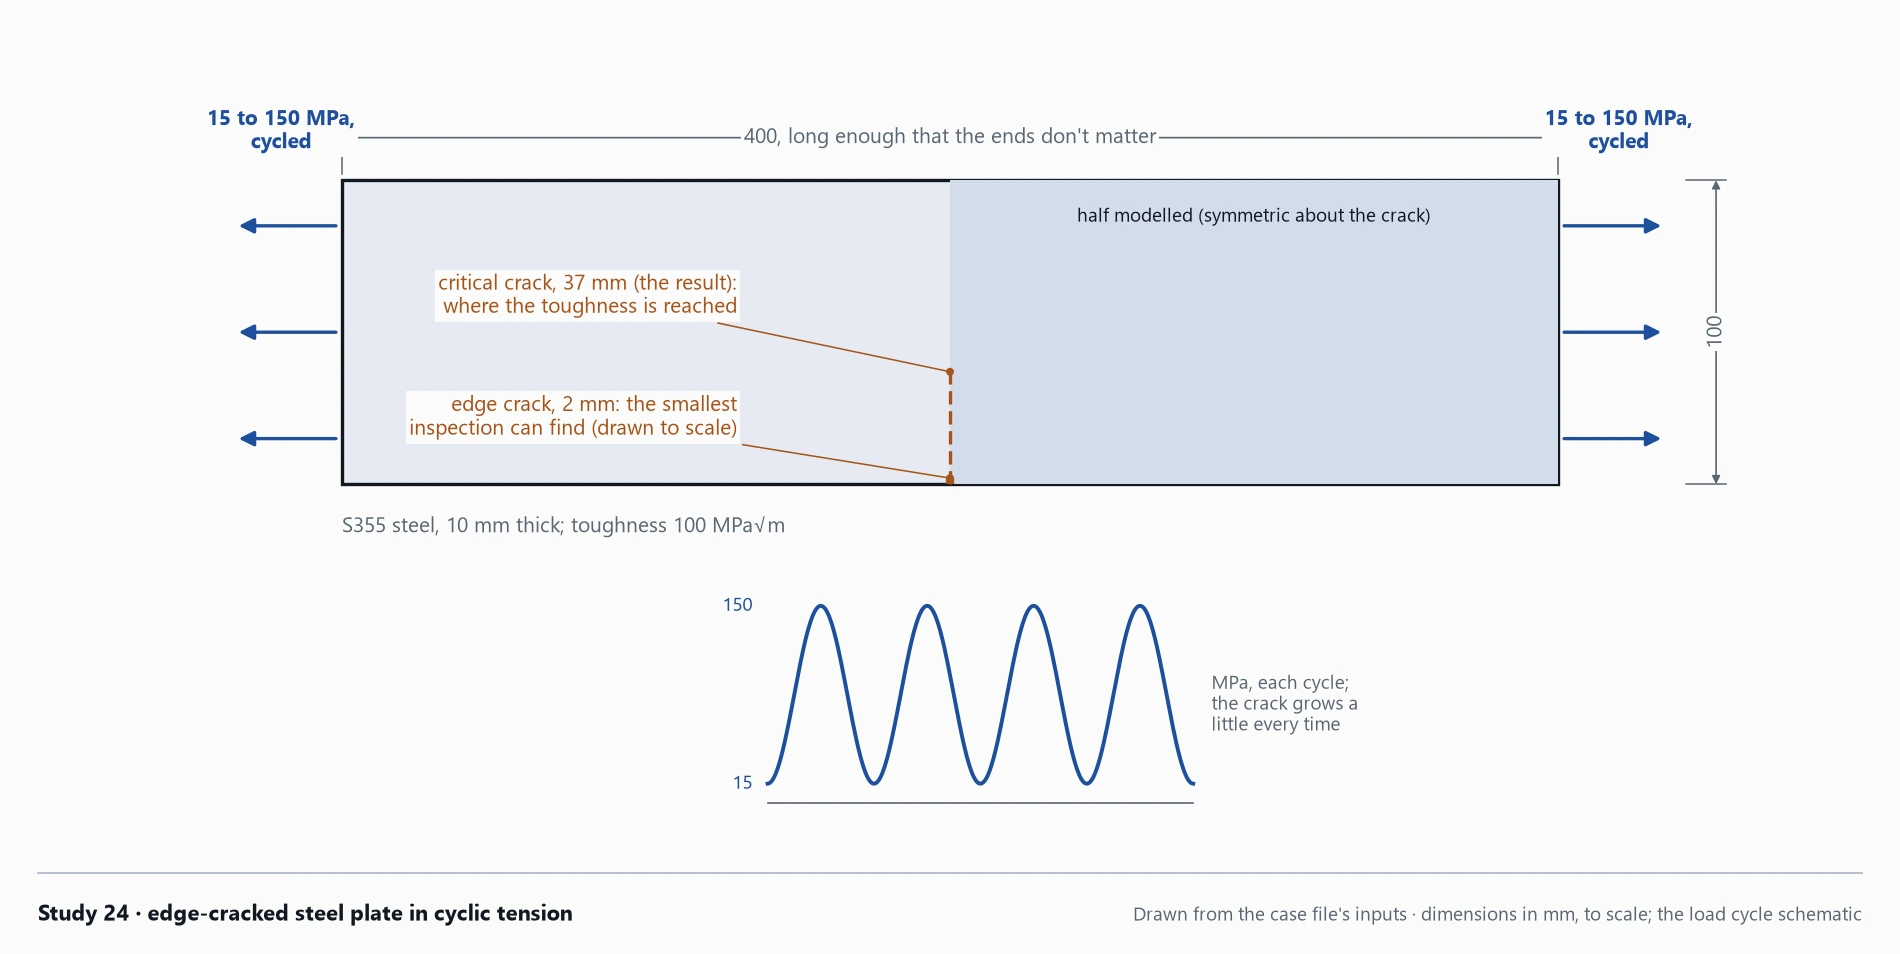 15 to 150 MPa,
cycled
400, long enough that the ends don't matter
15 to 150 MPa,
cycled
half modelled (symmetric about the crack)
critical crack, 37 mm (the result):
where the toughness is reached
100
edge crack, 2 mm: the smallest
inspection can find (drawn to scale)
S355 steel, 10 mm thick; toughness 100 MPa√m
150
MPa, each cycle;
the crack grows a
little every time
15
Study 24 · edge-cracked steel plate in cyclic tension
Drawn from the case file's inputs · dimensions in mm, to scale; the load cycle schematic